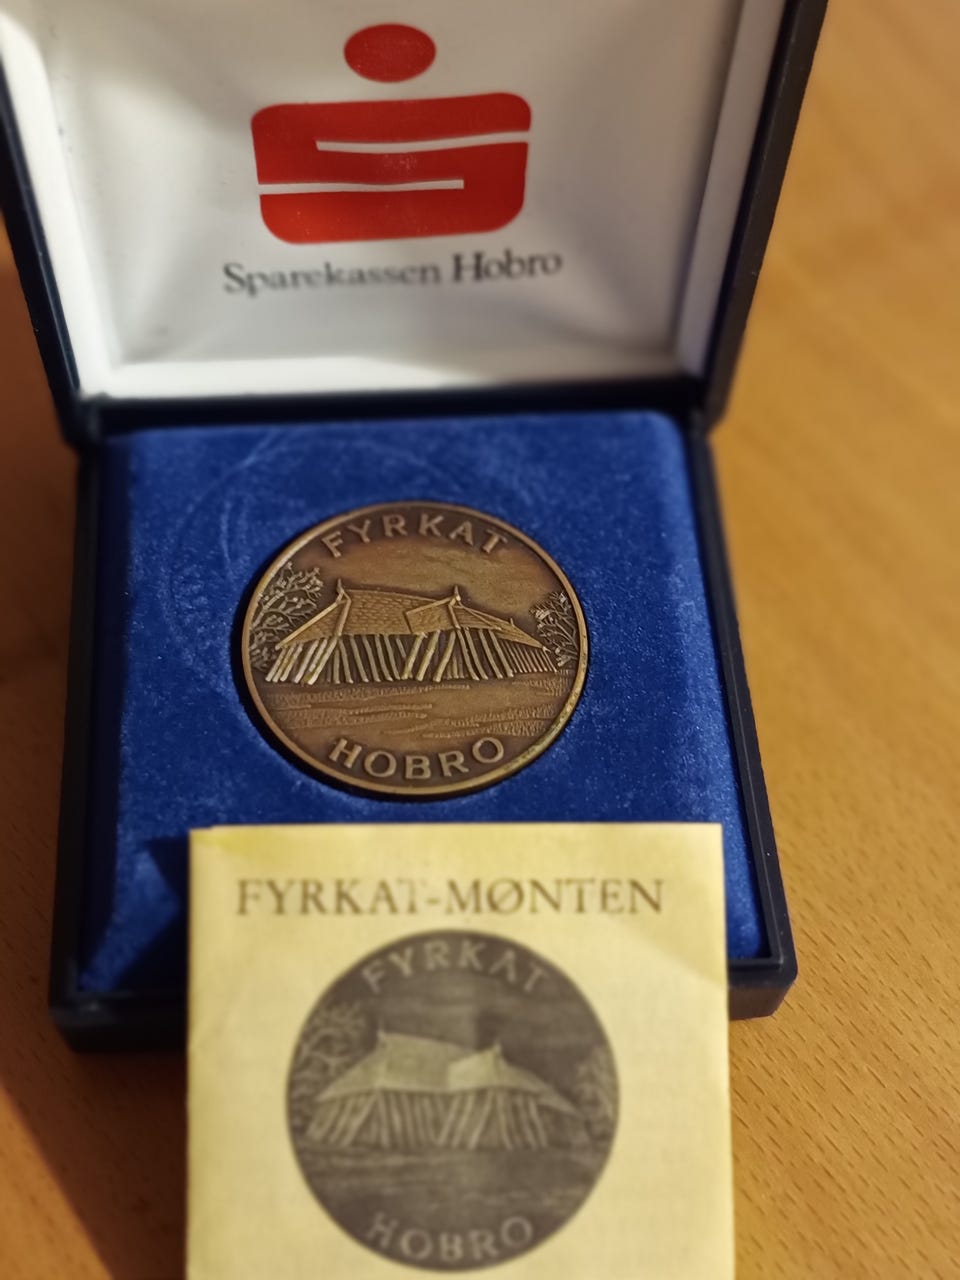 Sparekassen Hobro
FYRKAT
HOBRO
FYRKAT-MØNTEN
FYRKAT
HOBRO